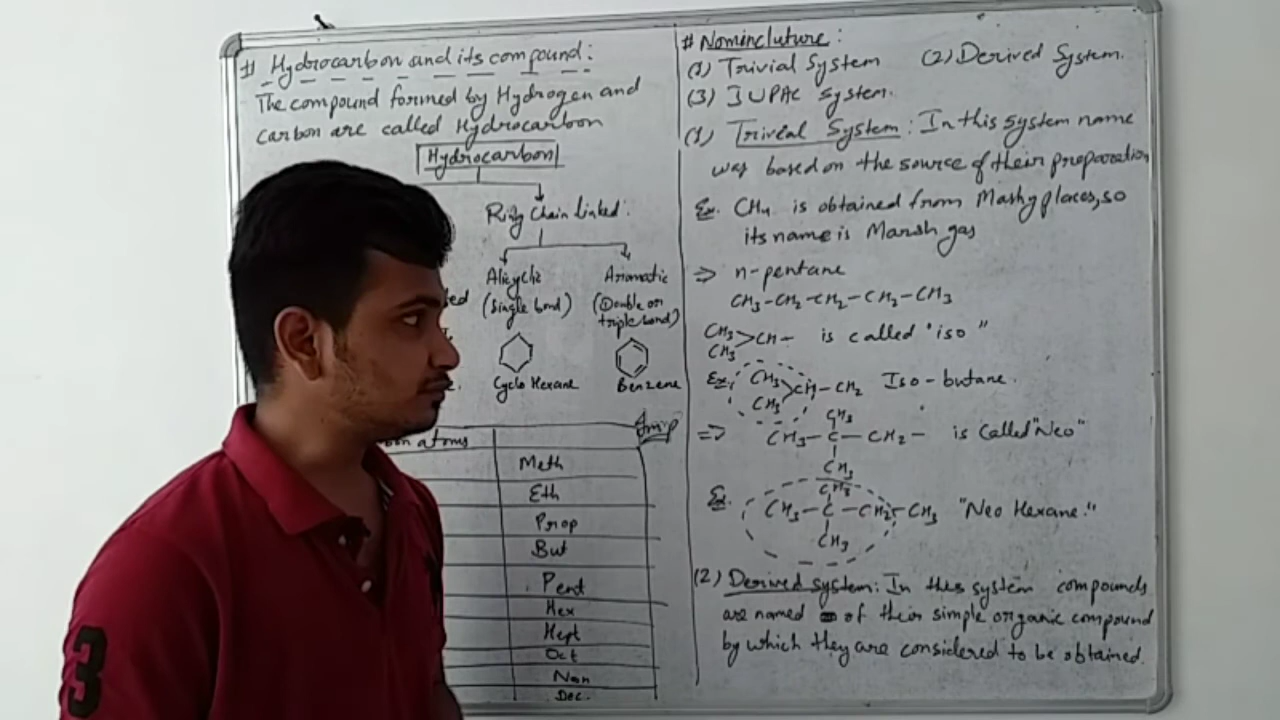 # Hydrocarbon and its compound:
The compound formed by Hydrogen and
carbon are called Hydrocarbon
Hydrocarbon
Ring Chain Linked.
Alicyclic
(Single bond)
Cyclo Hexane
Aromatic
(Double or
triple bond)
Benzene
Imp
atoms
Meth
Eth
Prop
But
Pent
Hex
Hept
Oct
Non
Dec.
# Nomincluture:
(1) Trivial System (2) Derived System.
(3) IUPAC system.
(1) Trivial System: In this system name
was based on the source of their preparation
Ex. CH4 is obtained from Mashy places, so
its name is Marsh gas
⇒ n-pentane
CH3-CH2-CH2-CH2-CH3
CH3
CH3 >CH- is called "iso"
Ex, CH3
CH3 >CH-CH2 Iso-butane.
CH3
⇒ CH3-C-CH2- is Called "Neo"
CH3
CH3
Ex. CH3-C-CH2-CH3 "Neo Hexane."
CH3
(2) Derived system: In this system compounds
are named of their simple organic compound
by which they are considered to be obtained.
3